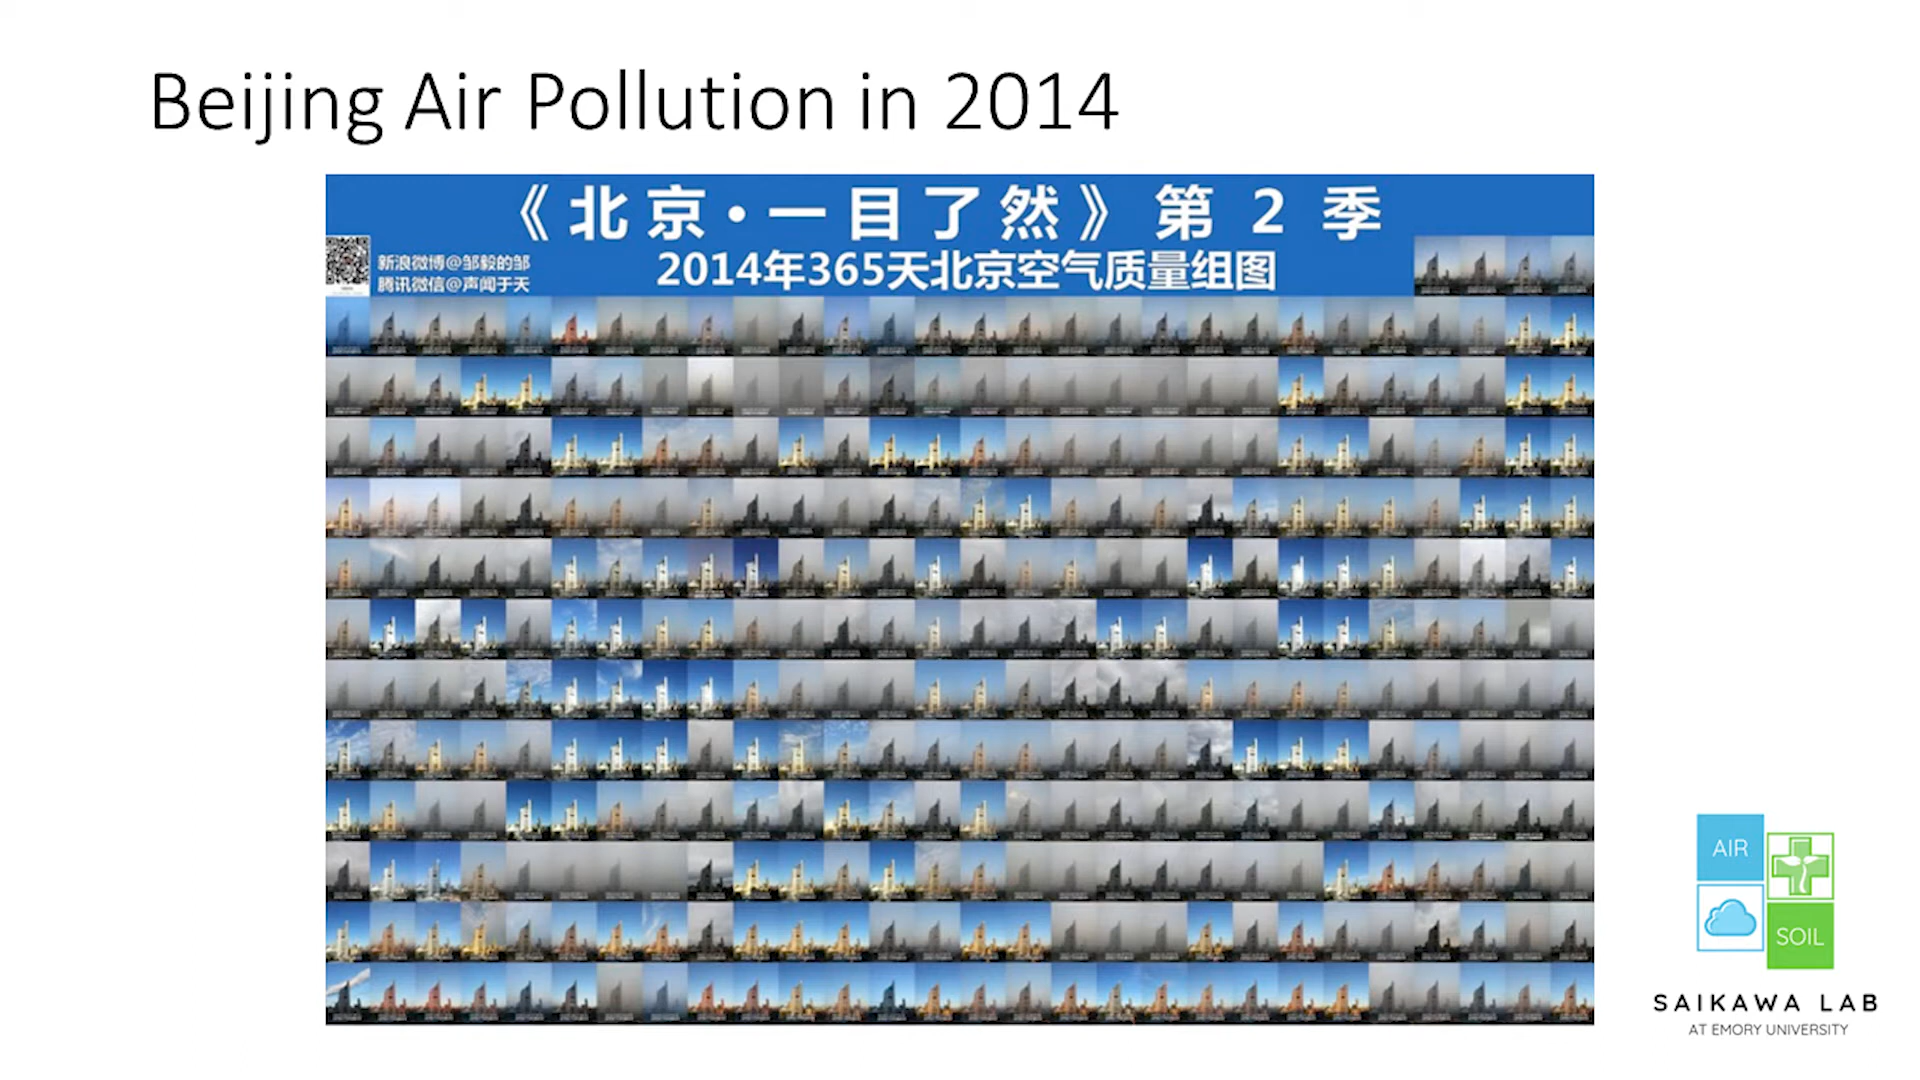 Beijing Air Pollution in 2014
《北京·一目了然》第2季
2014年365天北京空气质量组图
新浪微博@邹毅的邹
腾讯微信@声闻于天
AIR
SOIL
SAIKAWA LAB
AT EMORY UNIVERSITY